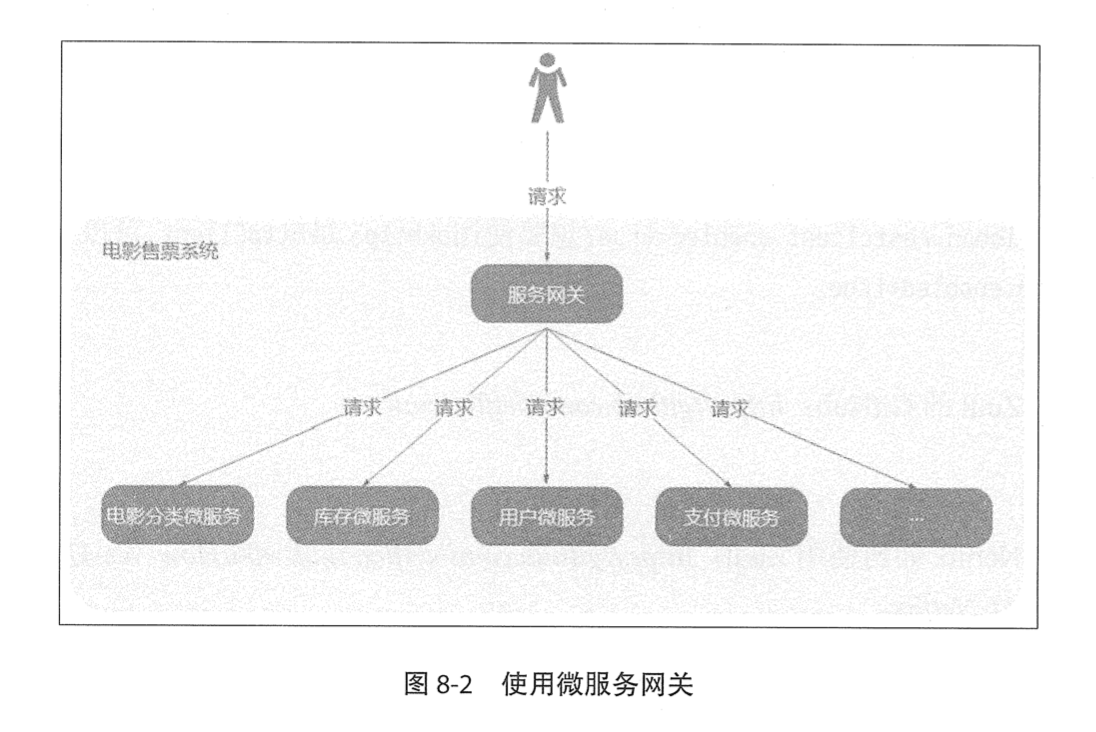 请求
电影售票系统
服务网关
请求 请求 请求 请求 请求
电影分类微服务 库存微服务 用户微服务 支付微服务 ...
图 8-2 使用微服务网关